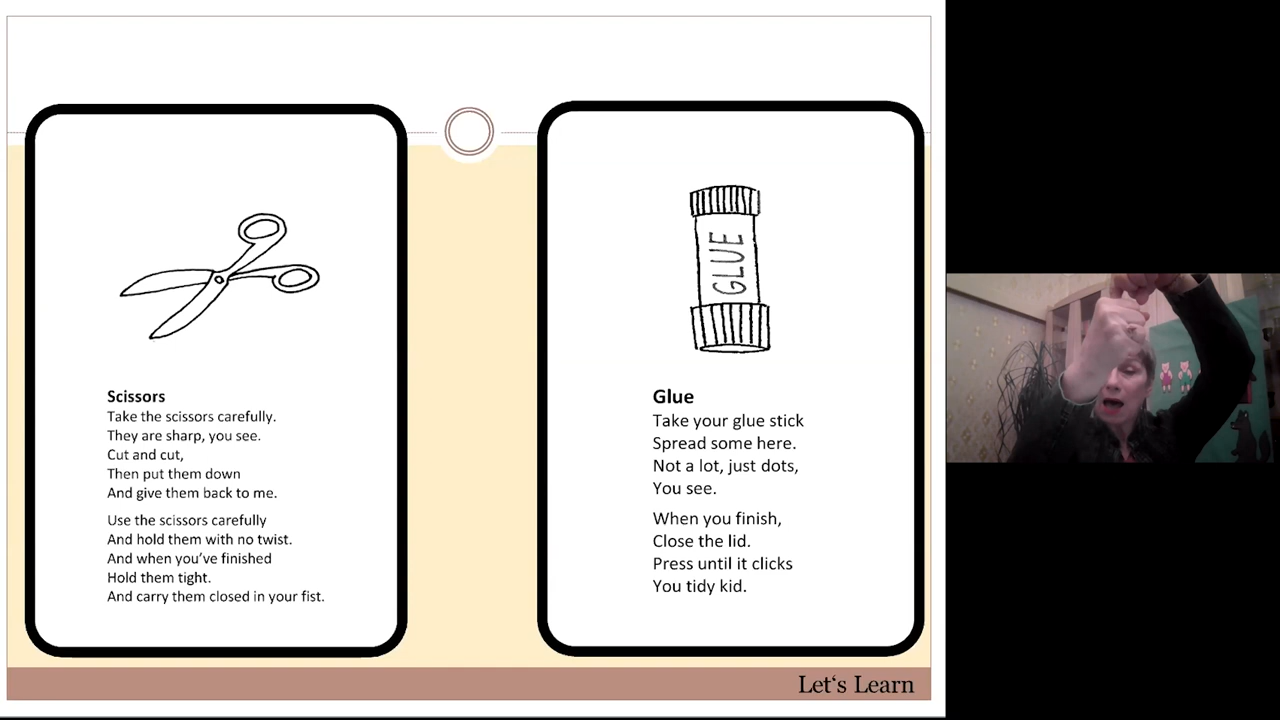 Scissors
Take the scissors carefully.
They are sharp, you see.
Cut and cut,
Then put them down
And give them back to me.
Use the scissors carefully
And hold them with no twist.
And when you've finished
Hold them tight.
And carry them closed in your fist.
GLUE
Glue
Take your glue stick
Spread some here.
Not a lot, just dots,
You see.
When you finish,
Close the lid.
Press until it clicks
You tidy kid.
Let‘s Learn